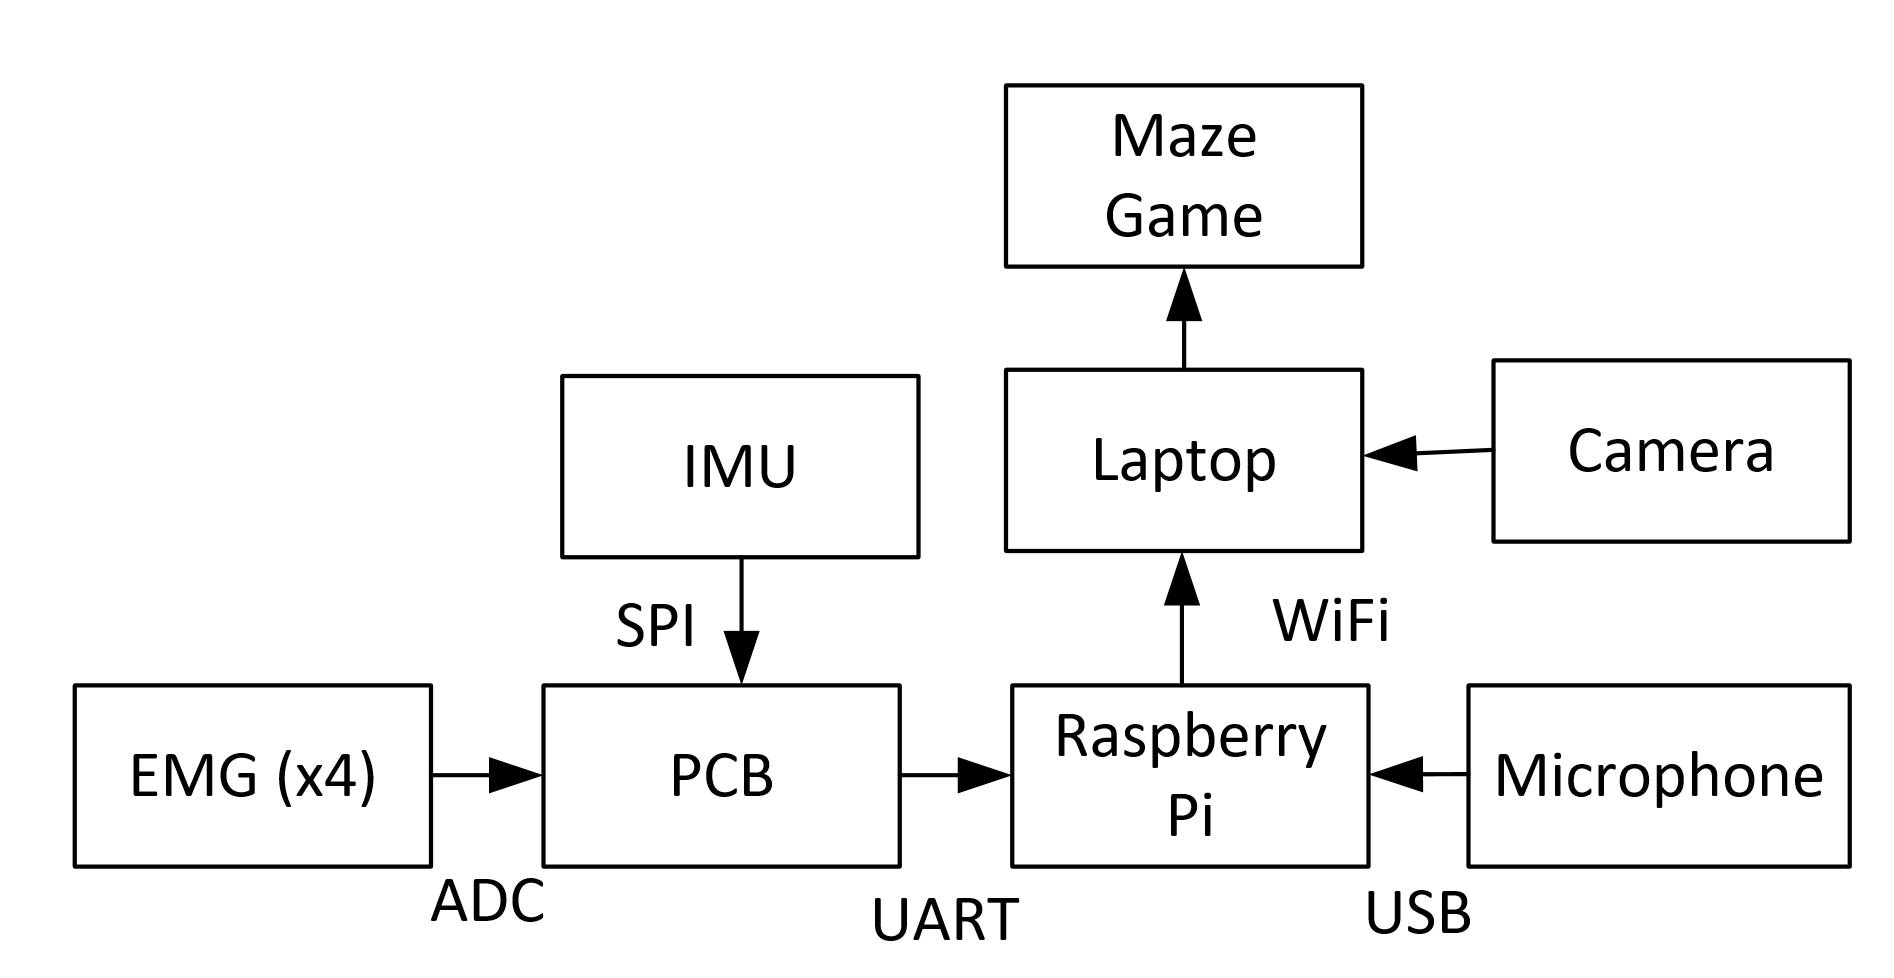 Maze
Game
IMU
Laptop
Camera
SPI
WiFi
EMG (x4)
PCB
Raspberry
Pi
Microphone
ADC
UART
USB